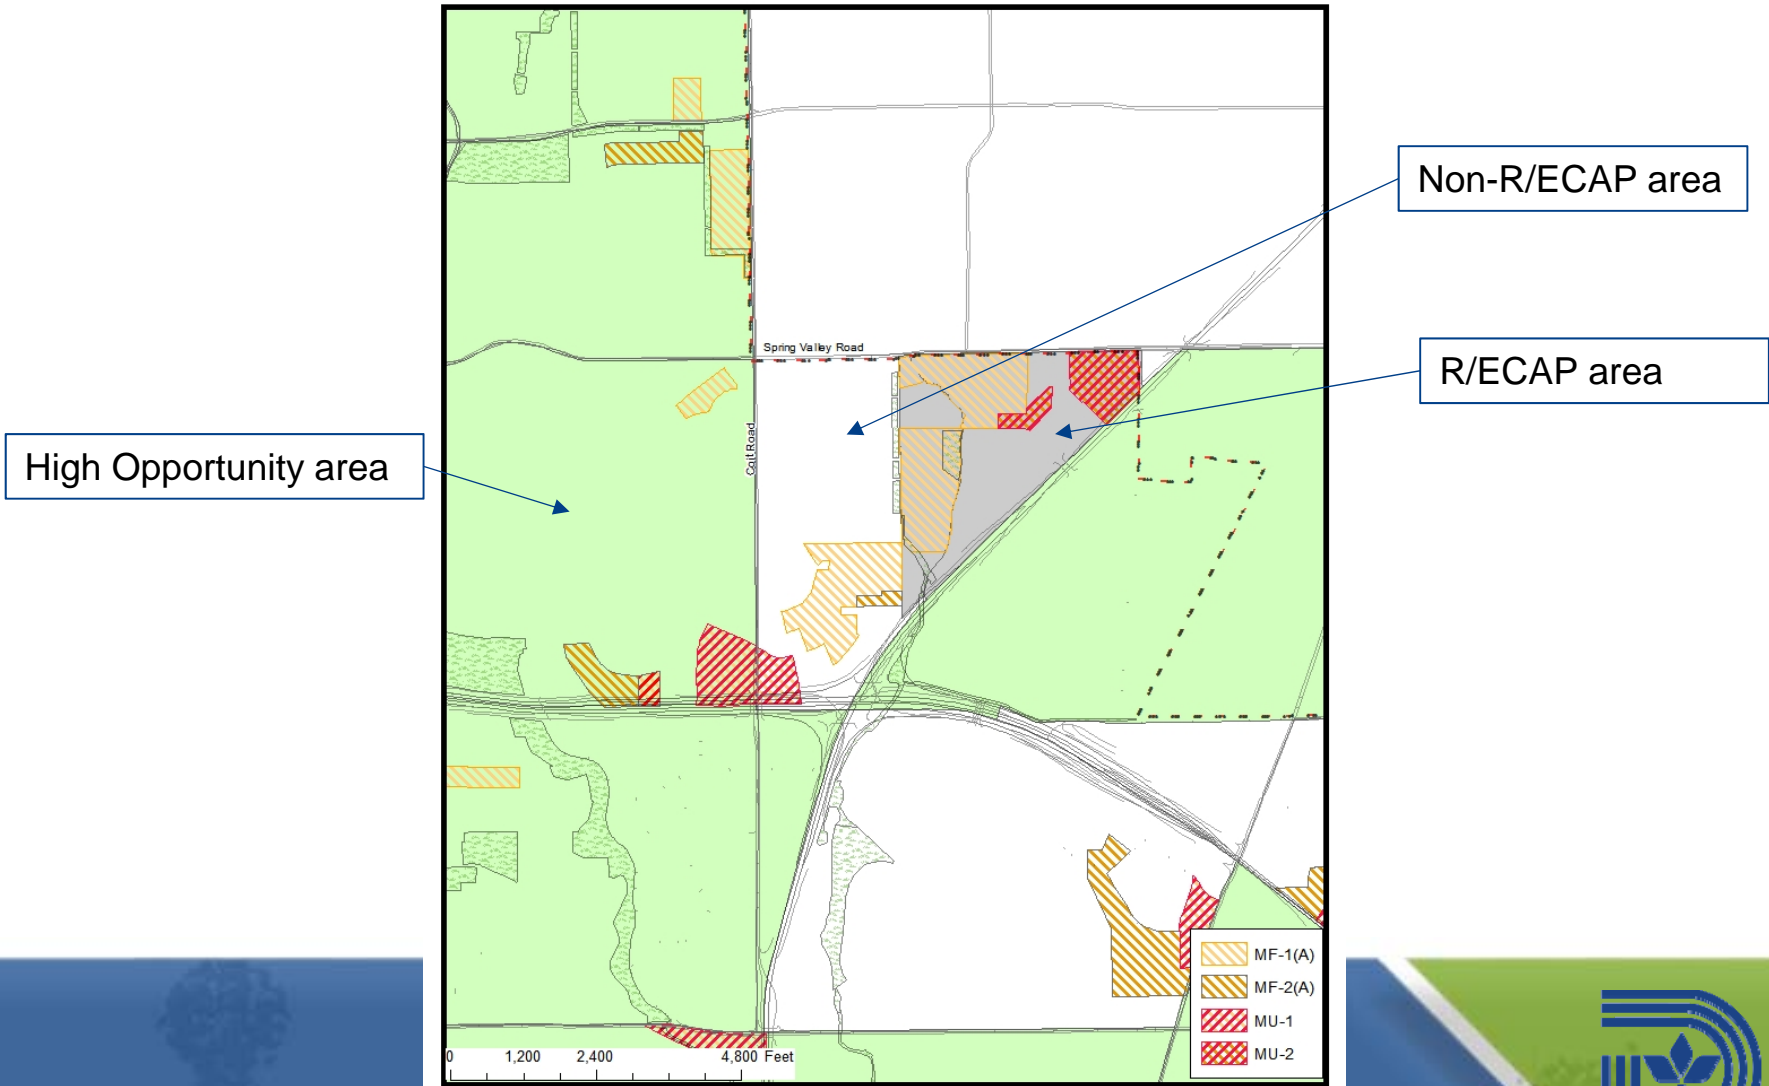 Non-R/ECAP area
Spring Valley Road
R/ECAP area
Coit Road
High Opportunity area
MF-1(A)
MF-2(A)
MU-1
MU-2
0 1,200 2,400 4,800 Feet